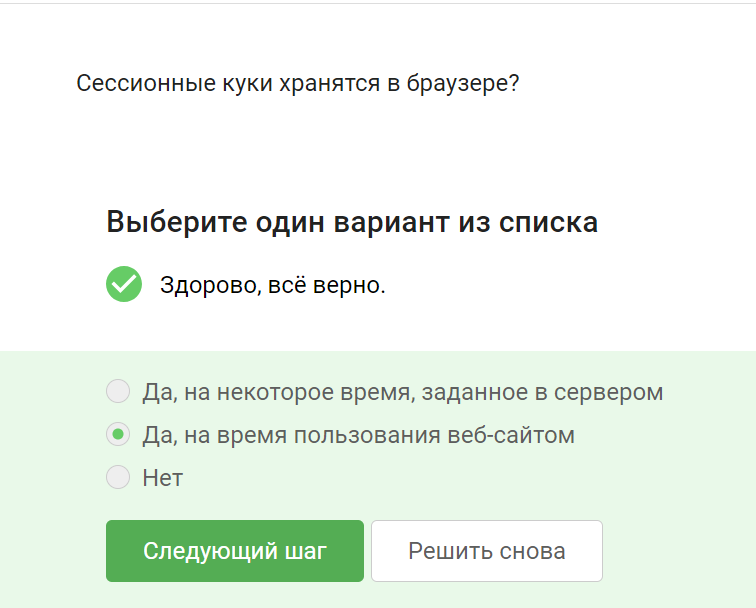 Сессионные куки хранятся в браузере?
Выберите один вариант из списка
Здорово, всё верно.
Да, на некоторое время, заданное в сервером
Да, на время пользования веб-сайтом
Нет
Следующий шаг
Решить снова